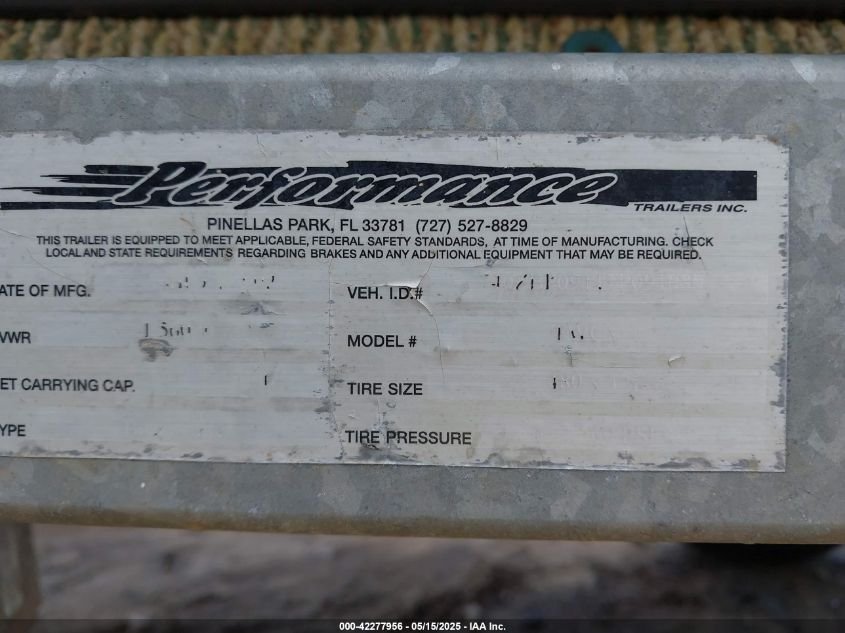 Performance
TRAILERS INC.
PINELLAS PARK, FL 33781 (727) 527-8829
THIS TRAILER IS EQUIPPED TO MEET APPLICABLE, FEDERAL SAFETY STANDARDS, AT TIME OF MANUFACTURING. CHECK
LOCAL AND STATE REQUIREMENTS REGARDING BRAKES AND ANY ADDITIONAL EQUIPMENT THAT MAY BE REQUIRED.
ATE OF MFG. VEH. I.D.#
VWR MODEL #
ET CARRYING CAP. TIRE SIZE
YPE TIRE PRESSURE
000-42277956 - 05/15/2025 - IAA Inc.